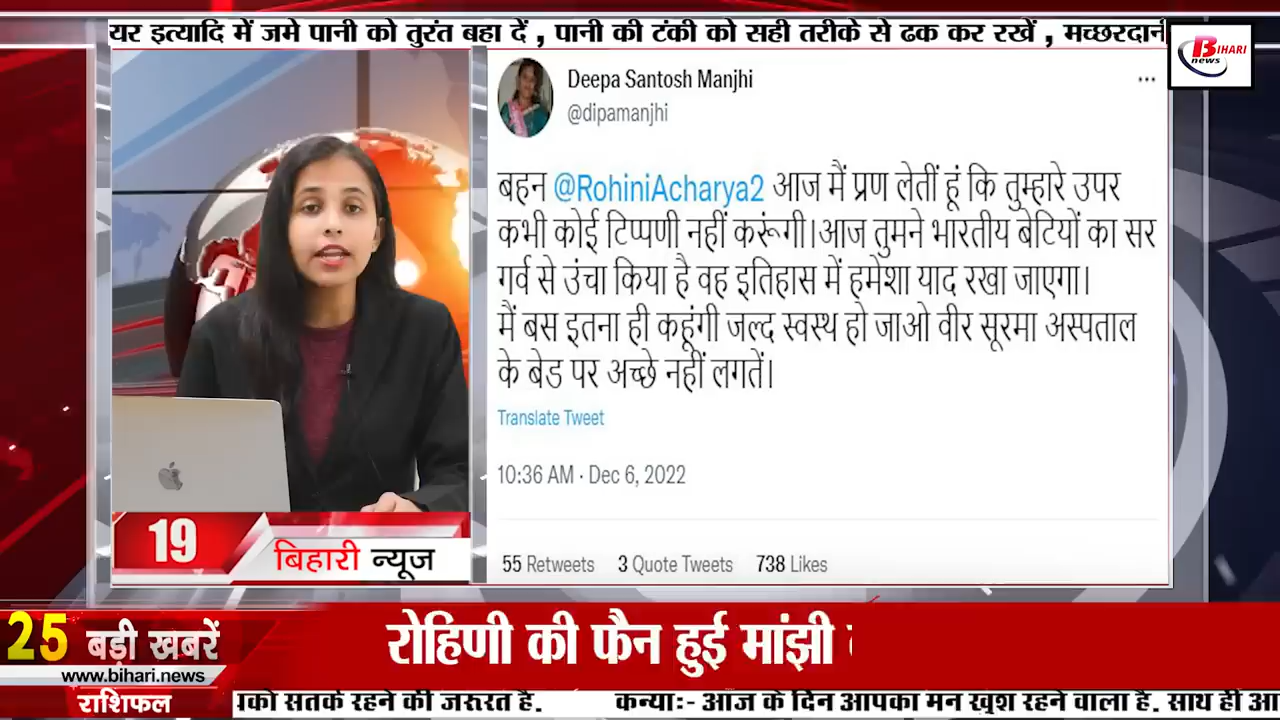 यर इत्यादि में जमे पानी को तुरंत बहा दें , पानी की टंकी को सही तरीके से ढक कर रखें , मच्छरदानी
BIHARI
news
Deepa Santosh Manjhi
@dipamanjhi
बहन @RohiniAcharya2 आज मैं प्रण लेतीं हूं कि तुम्हारे उपर
कभी कोई टिप्पणी नहीं करूंगी।आज तुमने भारतीय बेटियों का सर
गर्व से उंचा किया है वह इतिहास में हमेशा याद रखा जाएगा।
मैं बस इतना ही कहूंगी जल्द स्वस्थ हो जाओ वीर सूरमा अस्पताल
के बेड पर अच्छे नहीं लगतें।
Translate Tweet
10:36 AM · Dec 6, 2022
55 Retweets 3 Quote Tweets 738 Likes
19
बिहारी न्यूज
25 बड़ी खबरें
www.bihari.news
रोहिणी की फैन हुई मांझी
राशिफल
को सतर्क रहने की जरूरत है. कन्याः- आज के दिन आपका मन खुश रहने वाला है. साथ ही आ